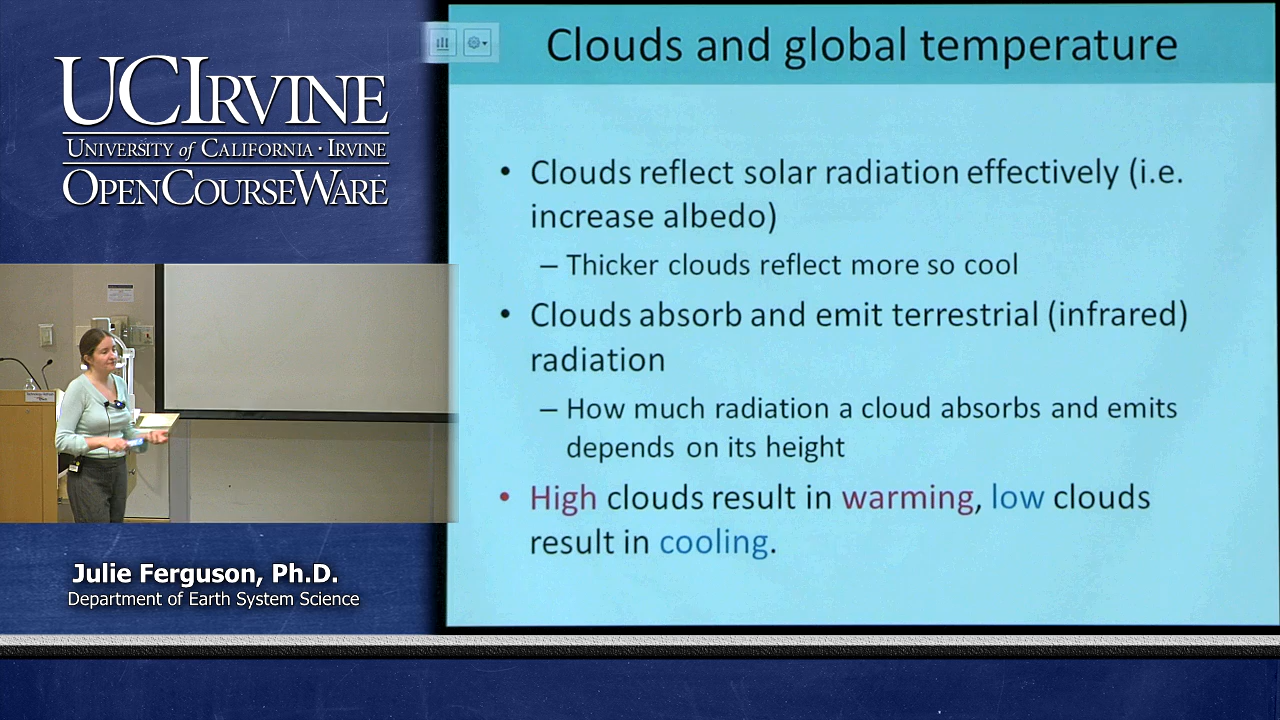 UCIRVINE
UNIVERSITY of CALIFORNIA · IRVINE
OPENCOURSEWARE
Julie Ferguson, Ph.D.
Department of Earth System Science
Clouds and global temperature
• Clouds reflect solar radiation effectively (i.e.
increase albedo)
– Thicker clouds reflect more so cool
• Clouds absorb and emit terrestrial (infrared)
radiation
– How much radiation a cloud absorbs and emits
depends on its height
• High clouds result in warming, low clouds
result in cooling.